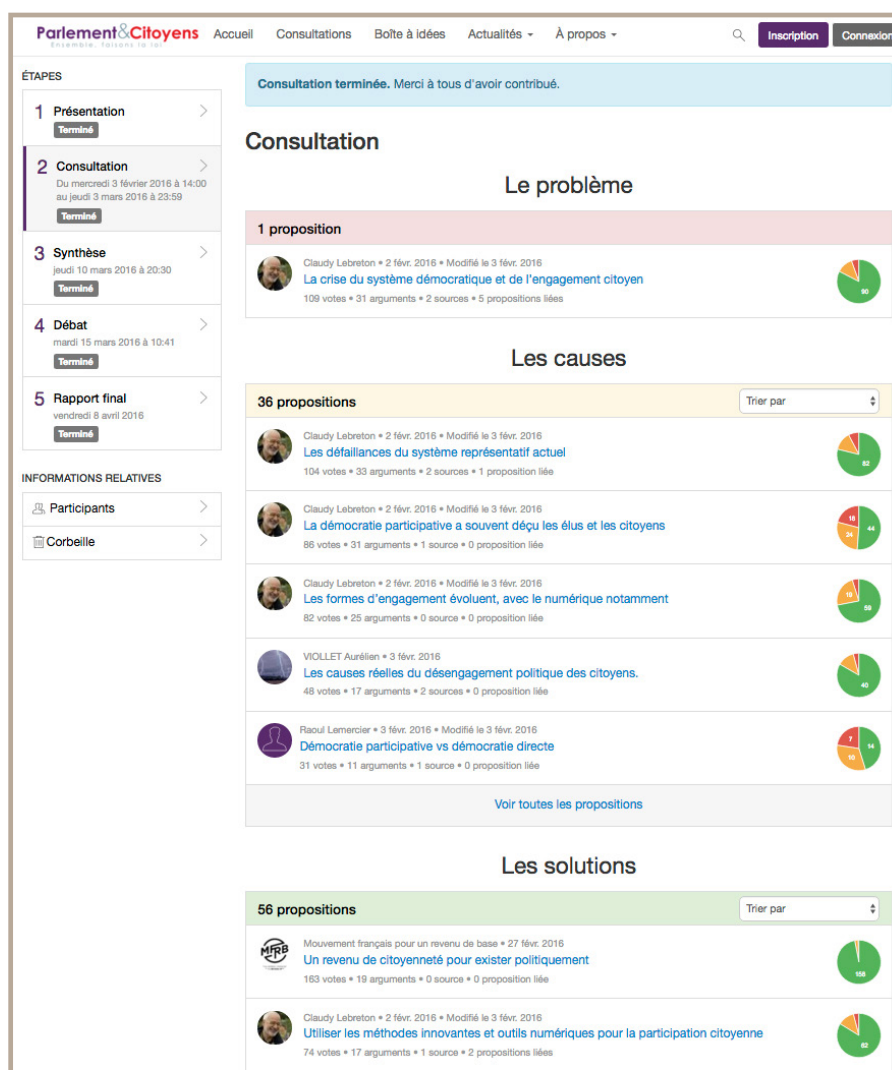 Parlement&Citoyens
Ensemble, faisons la loi
Accueil Consultations Boîte à idées Actualités À propos Inscription Connexion
ÉTAPES
1 Présentation
Terminé
2 Consultation
Du mercredi 3 février 2016 à 14:00
au jeudi 3 mars 2016 à 23:59
Terminé
3 Synthèse
jeudi 10 mars 2016 à 20:30
Terminé
4 Débat
mardi 15 mars 2016 à 10:41
Terminé
5 Rapport final
vendredi 8 avril 2016
Terminé
INFORMATIONS RELATIVES
Participants
Corbeille
Consultation terminée. Merci à tous d'avoir contribué.
Consultation
Le problème
1 proposition
Claudy Lebreton • 2 févr. 2016 • Modifié le 3 févr. 2016
La crise du système démocratique et de l'engagement citoyen
109 votes • 31 arguments • 2 sources • 5 propositions liées
90
Les causes
36 propositions
Trier par
Claudy Lebreton • 2 févr. 2016 • Modifié le 3 févr. 2016
Les défaillances du système représentatif actuel
104 votes • 33 arguments • 2 sources • 1 proposition liée
82
Claudy Lebreton • 2 févr. 2016 • Modifié le 3 févr. 2016
La démocratie participative a souvent déçu les élus et les citoyens
86 votes • 31 arguments • 1 source • 0 proposition liée
18 24 44
Claudy Lebreton • 2 févr. 2016 • Modifié le 3 févr. 2016
Les formes d'engagement évoluent, avec le numérique notamment
82 votes • 25 arguments • 0 source • 0 proposition liée
19 59
VIOLLET Aurélien • 3 févr. 2016
Les causes réelles du désengagement politique des citoyens.
48 votes • 17 arguments • 2 sources • 0 proposition liée
40
Raoul Lemercier • 3 févr. 2016 • Modifié le 3 févr. 2016
Démocratie participative vs démocratie directe
31 votes • 11 arguments • 1 source • 0 proposition liée
7 10 14
Voir toutes les propositions
Les solutions
56 propositions
Trier par
MFRB
Mouvement français pour un revenu de base • 27 févr. 2016
Un revenu de citoyenneté pour exister politiquement
163 votes • 19 arguments • 0 source • 0 proposition liée
158
Claudy Lebreton • 2 févr. 2016 • Modifié le 3 févr. 2016
Utiliser les méthodes innovantes et outils numériques pour la participation citoyenne
74 votes • 17 arguments • 1 source • 2 propositions liées
62